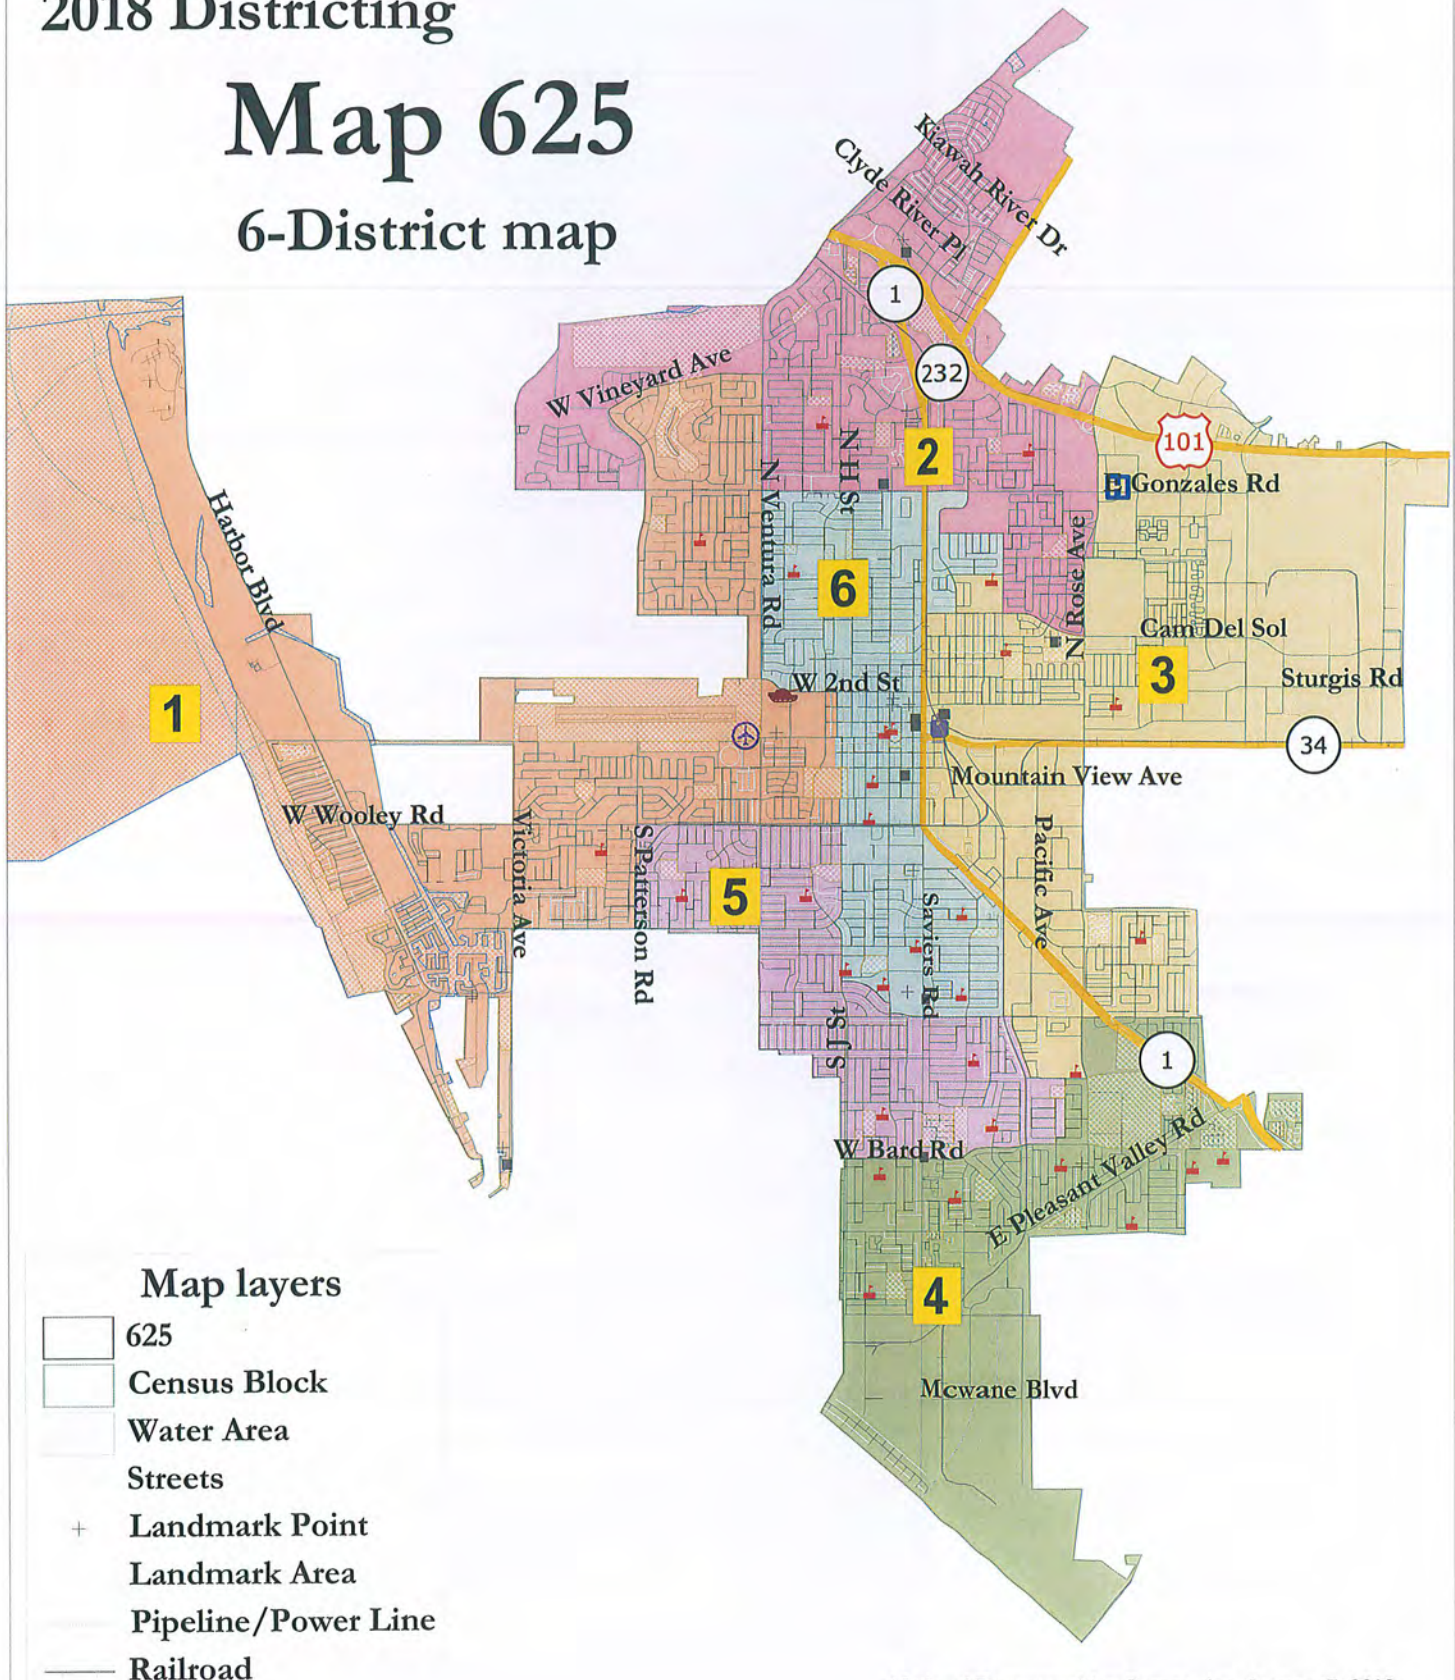 2018 Districting
Map 625
6-District map
Kiawah River Dr
Clyde River Pl
1
232
W Vineyard Ave
101
2
N H St
E Gonzales Rd
H
N Ventura Rd
Harbor Blvd
N Rose Ave
6
Cam Del Sol
3
Sturgis Rd
W 2nd St
1
34
Mountain View Ave
W Wooley Rd
Victoria Ave
S Patterson Rd
Pacific Ave
5
Saviers Rd
S J St
1
W Bard Rd
E Pleasant Valley Rd
4
Mcwane Blvd
Map layers
625
Census Block
Water Area
Streets
+ Landmark Point
Landmark Area
Pipeline/Power Line
Railroad